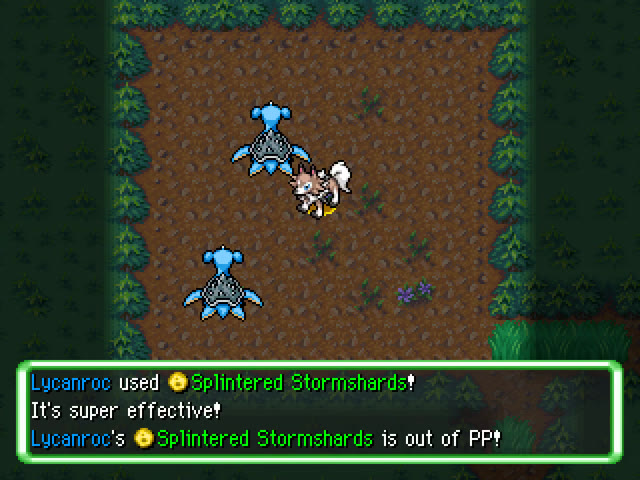 Lycanroc used Splintered Stormshards!
It's super effective!
Lycanroc's Splintered Stormshards is out of PP!